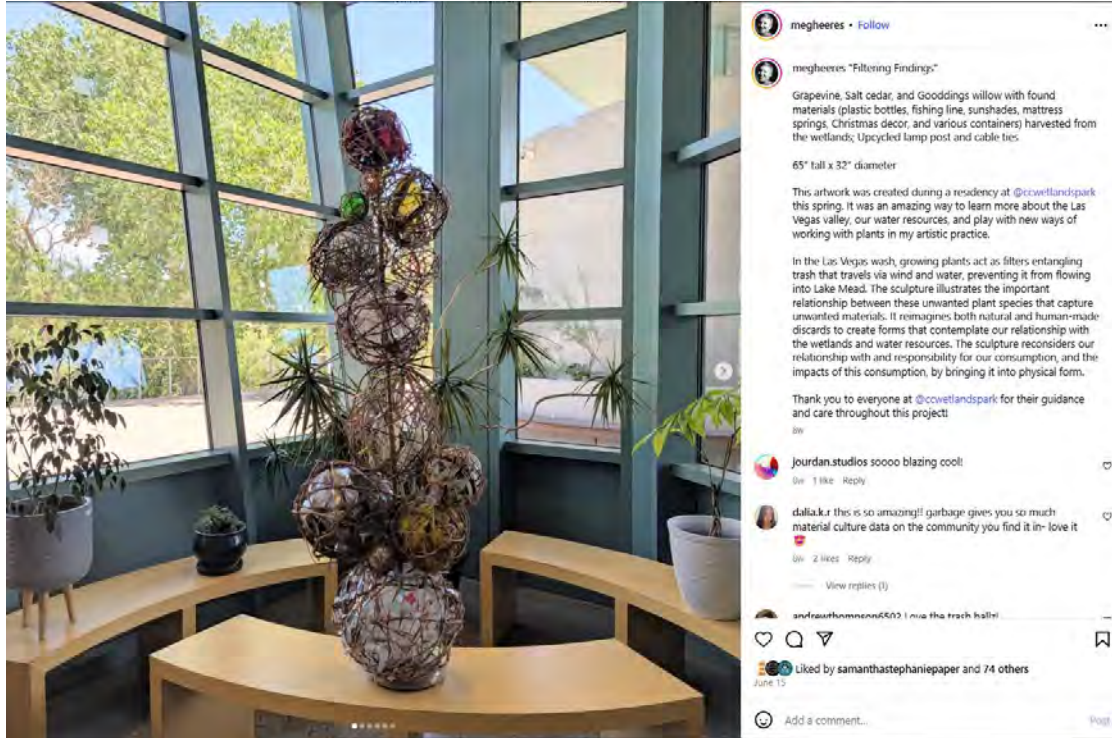 megheeres • Follow
megheeres "Filtering Findings"
Grapevine, Salt cedar, and Gooddings willow with found
materials (plastic bottles, fishing line, sunshades, mattress
springs, Christmas decor, and various containers) harvested from
the wetlands; Upcycled lamp post and cable ties
65" tall x 32" diameter
This artwork was created during a residency at @ccwetlandspark
this spring. It was an amazing way to learn more about the Las
Vegas valley, our water resources, and play with new ways of
working with plants in my artistic practice.
In the Las Vegas wash, growing plants act as filters entangling
trash that travels via wind and water, preventing it from flowing
into Lake Mead. The sculpture illustrates the important
relationship between these unwanted plant species that capture
unwanted materials. It reimagines both natural and human-made
discards to create forms that contemplate our relationship with
the wetlands and water resources. The sculpture reconsiders our
relationship with and responsibility for our consumption, and the
impacts of this consumption, by bringing it into physical form.
Thank you to everyone at @ccwetlandspark for their guidance
and care throughout this project!
jourdan.studios soooo blazing cool!
1 like Reply
dalia.k.r this is so amazing!! garbage gives you so much
material culture data on the community you find it in- love it
2 likes Reply
View replies (1)
andrewthompson6502 Love the trash ballz!
Liked by samanthastephaniepaper and 74 others
June 15
Add a comment...
Post